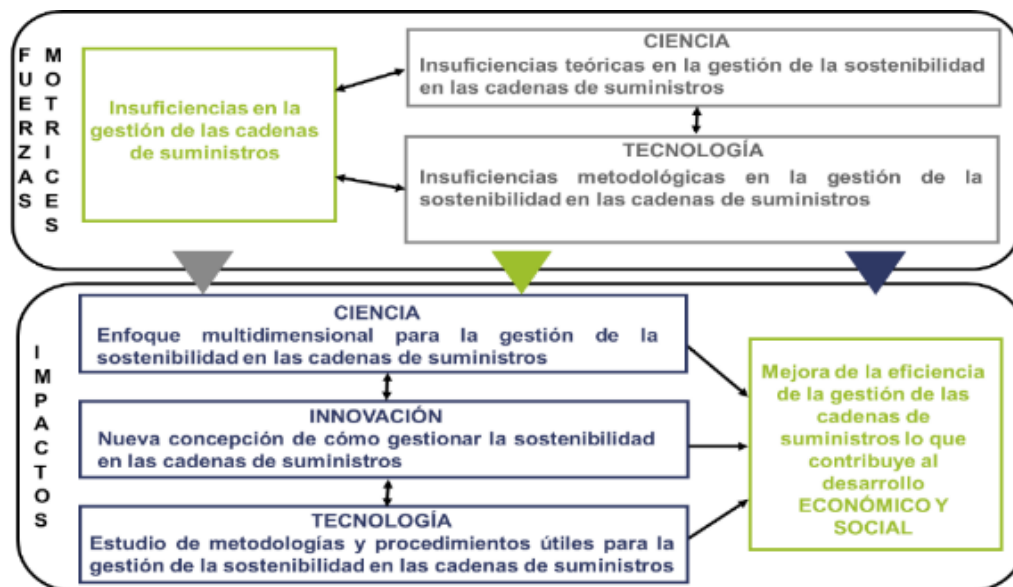 FUERZAS
MOTRICES
Insuficiencias en la
gestión de las cadenas
de suministros
CIENCIA
Insuficiencias teóricas en la gestión de la sostenibilidad
en las cadenas de suministros
TECNOLOGÍA
Insuficiencias metodológicas en la gestión de la
sostenibilidad en las cadenas de suministros
IMPACTOS
CIENCIA
Enfoque multidimensional para la gestión de la
sostenibilidad en las cadenas de suministros
INNOVACIÓN
Nueva concepción de cómo gestionar la sostenibilidad
en las cadenas de suministros
TECNOLOGÍA
Estudio de metodologías y procedimientos útiles para la
gestión de la sostenibilidad en las cadenas de suministros
Mejora de la eficiencia
de la gestión de las
cadenas de
suministros lo que
contribuye al
desarrollo
ECONÓMICO Y
SOCIAL